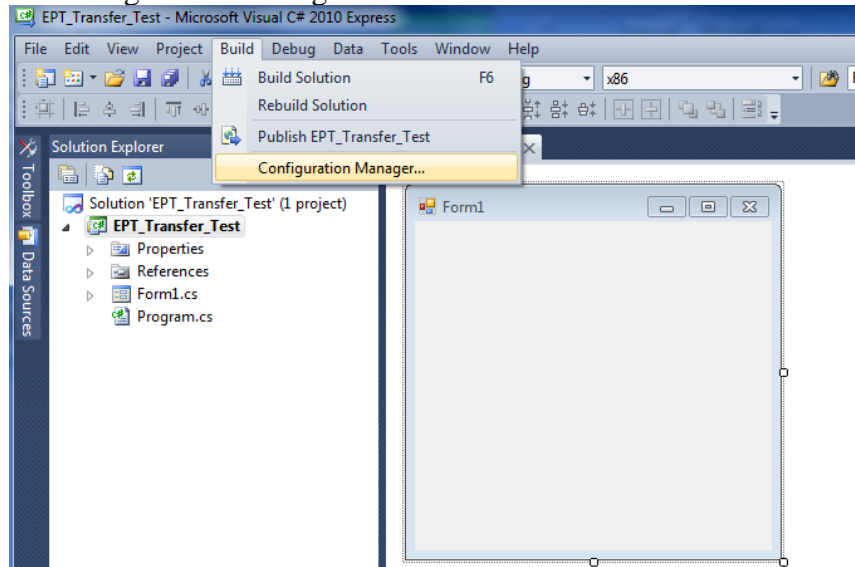 EPT_Transfer_Test - Microsoft Visual C# 2010 Express
File Edit View Project Build Debug Data Tools Window Help
Build Solution F6
x86
Rebuild Solution
Publish EPT_Transfer_Test
Configuration Manager...
Toolbox
Data Sources
Solution Explorer
Solution 'EPT_Transfer_Test' (1 project)
EPT_Transfer_Test
Properties
References
Form1.cs
Program.cs
Form1